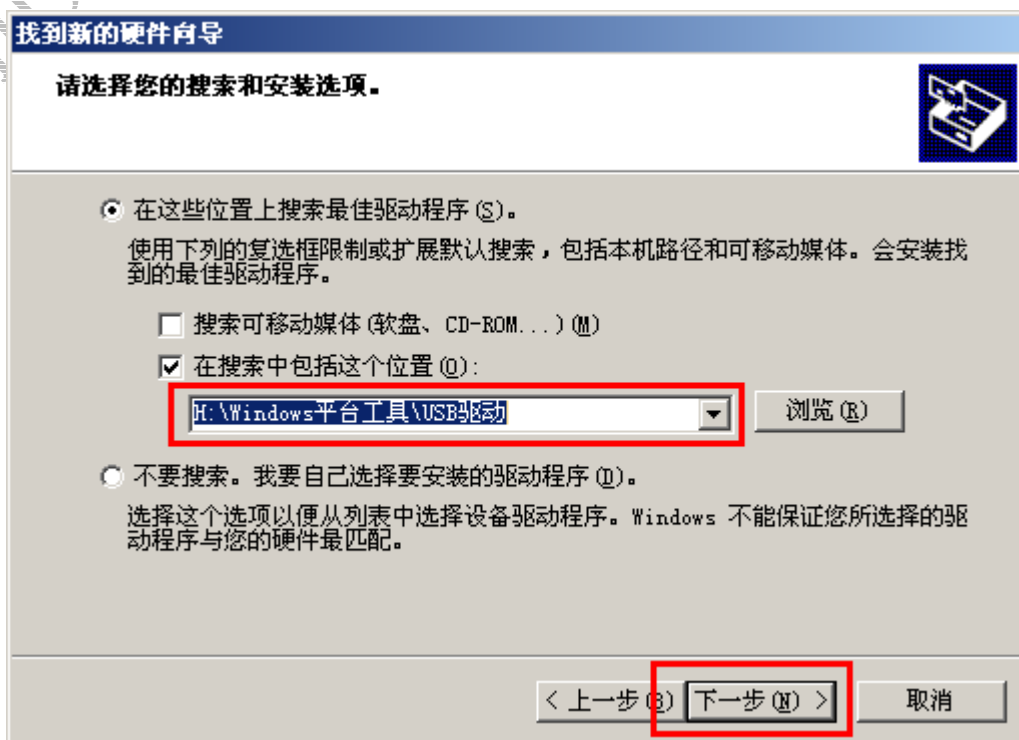 找到新的硬件向导
请选择您的搜索和安装选项。
在这些位置上搜索最佳驱动程序(S)。
使用下列的复选框限制或扩展默认搜索，包括本机路径和可移动媒体。会安装找
到的最佳驱动程序。
搜索可移动媒体(软盘、CD-ROM...)(M)
在搜索中包括这个位置(O):
H:\Windows平台工具\USB驱动
浏览(R)
不要搜索。我要自己选择要安装的驱动程序(D)。
选择这个选项以便从列表中选择设备驱动程序。Windows 不能保证您所选择的驱
动程序与您的硬件最匹配。
< 上一步(B) 下一步(N) > 取消